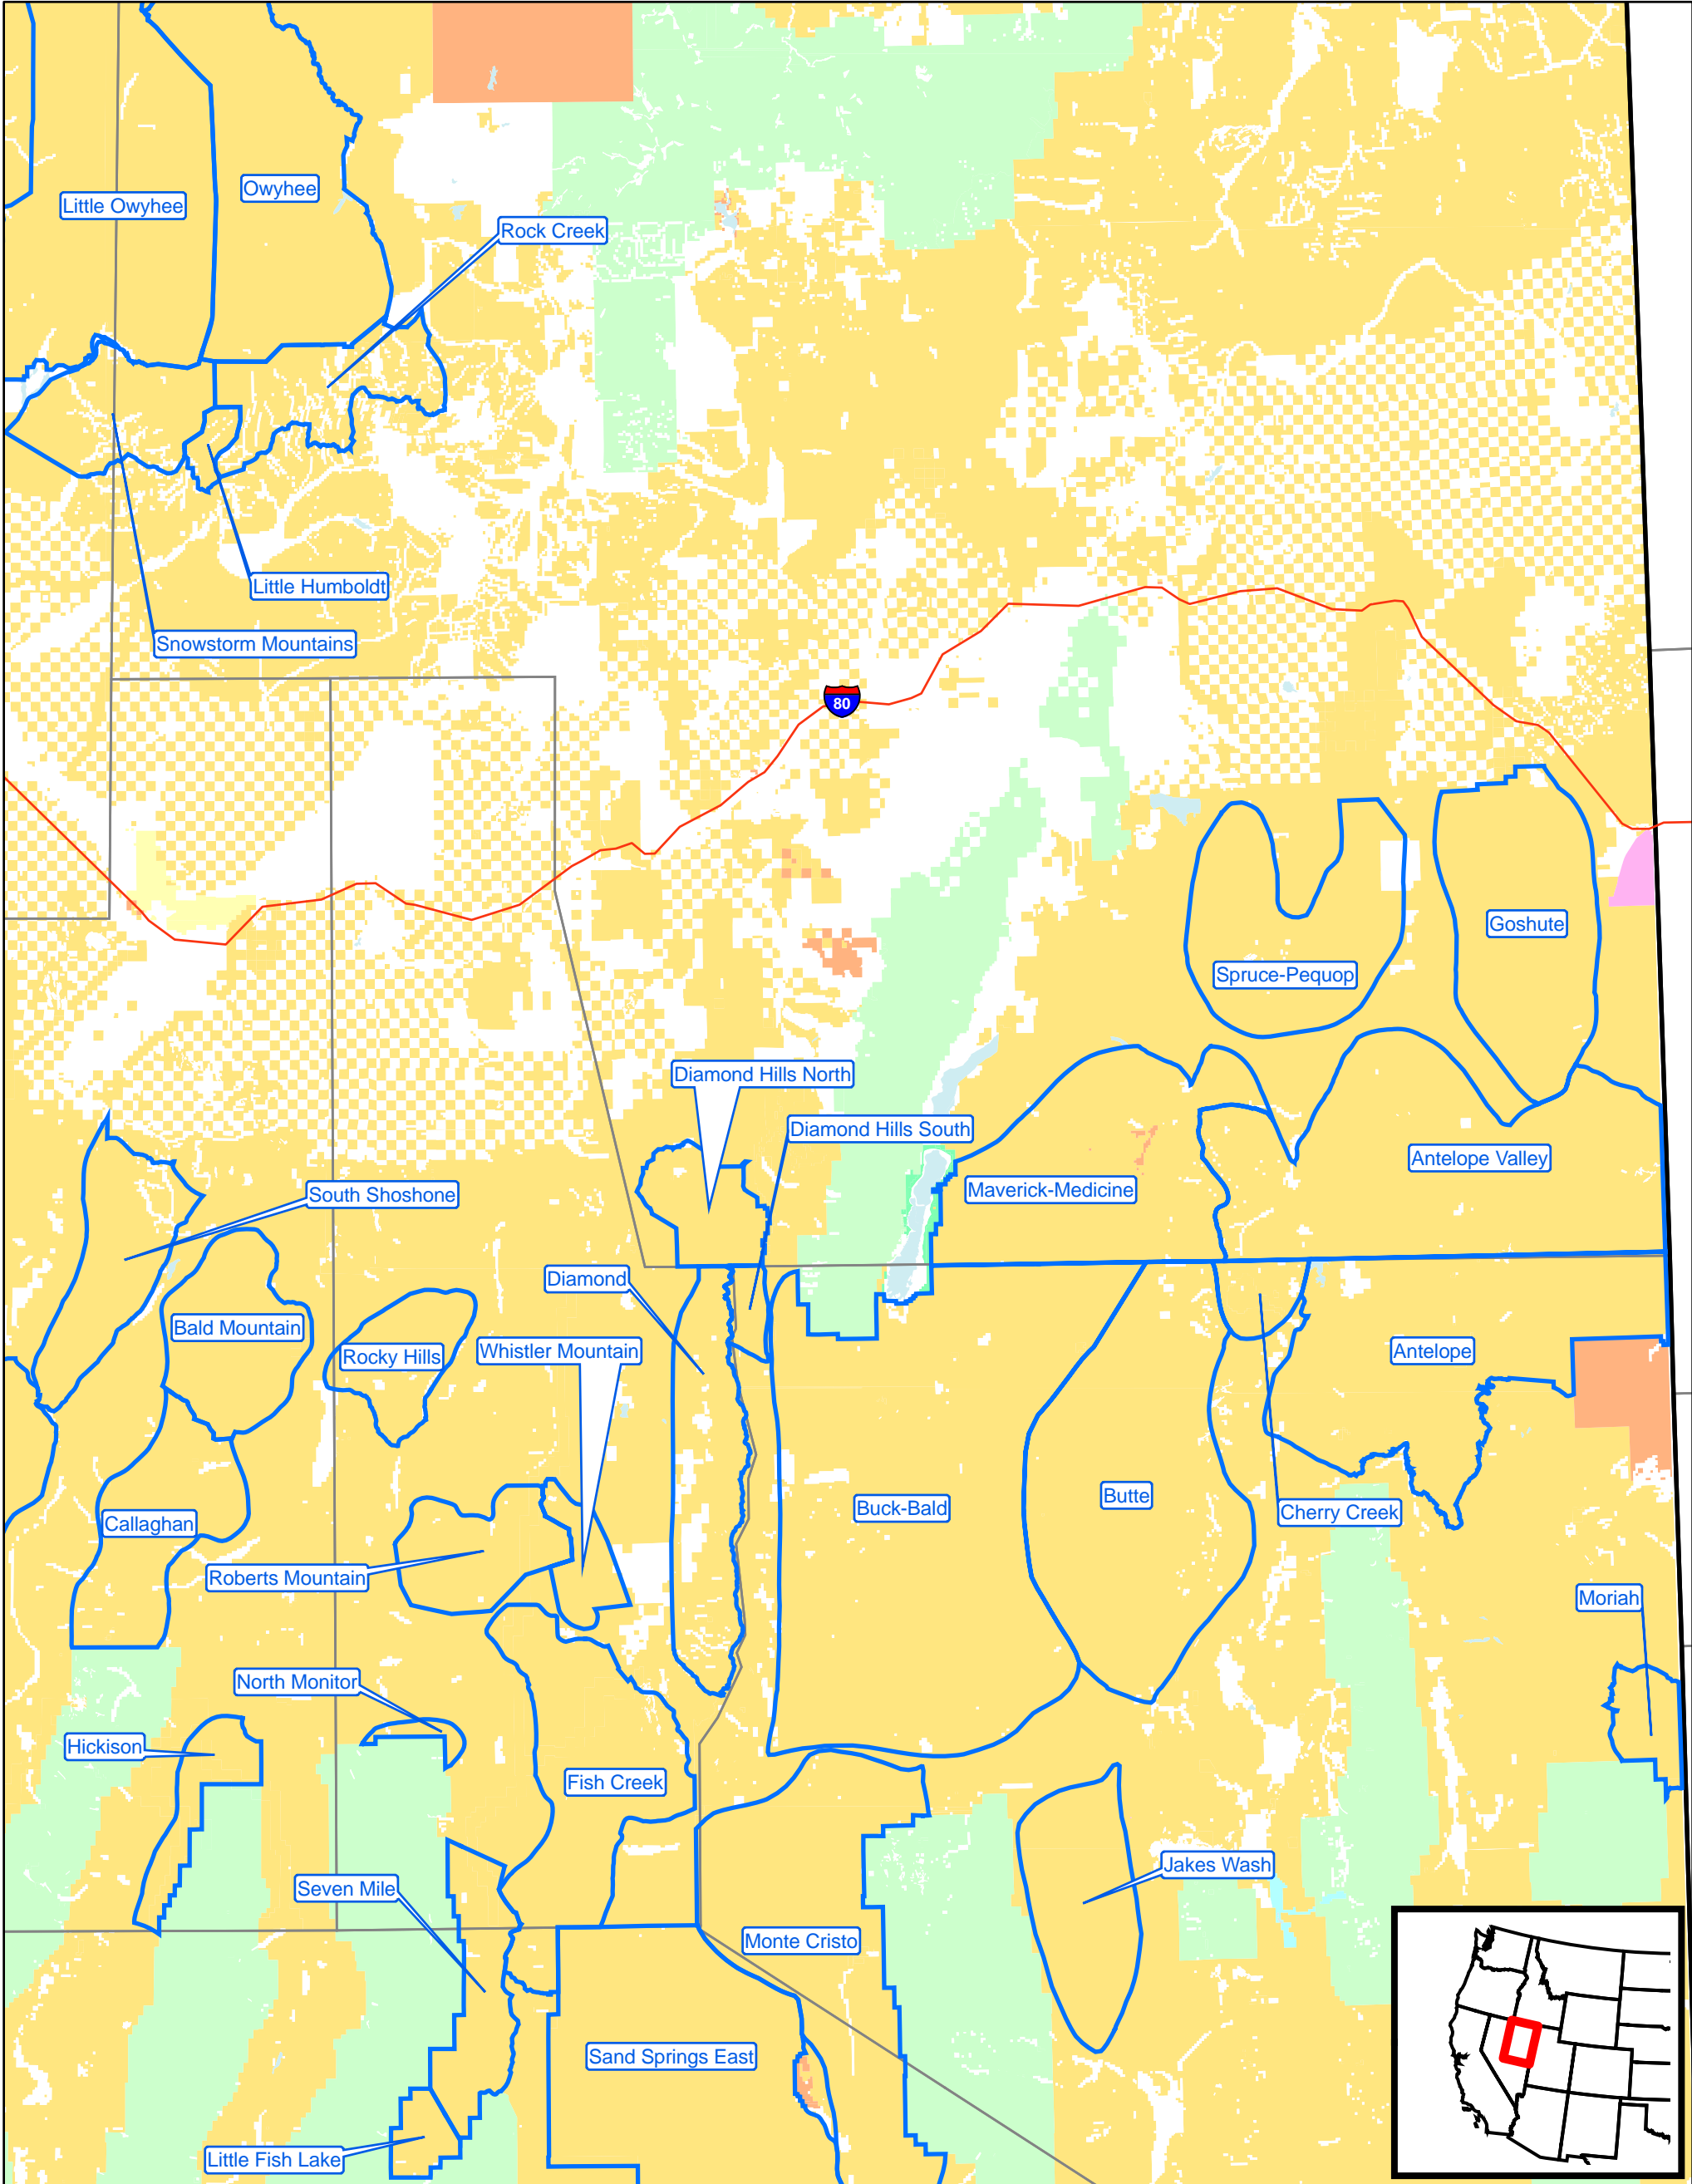 Owyhee
Little Owyhee
Rock Creek
Little Humboldt
Snowstorm Mountains
80
Goshute
Spruce-Pequop
Diamond Hills North
Diamond Hills South
Antelope Valley
Maverick-Medicine
South Shoshone
Diamond
Bald Mountain
Whistler Mountain
Antelope
Rocky Hills
Butte
Buck-Bald
Cherry Creek
Callaghan
Roberts Mountain
Moriah
North Monitor
Hickison
Fish Creek
Jakes Wash
Seven Mile
Monte Cristo
Sand Springs East
Little Fish Lake